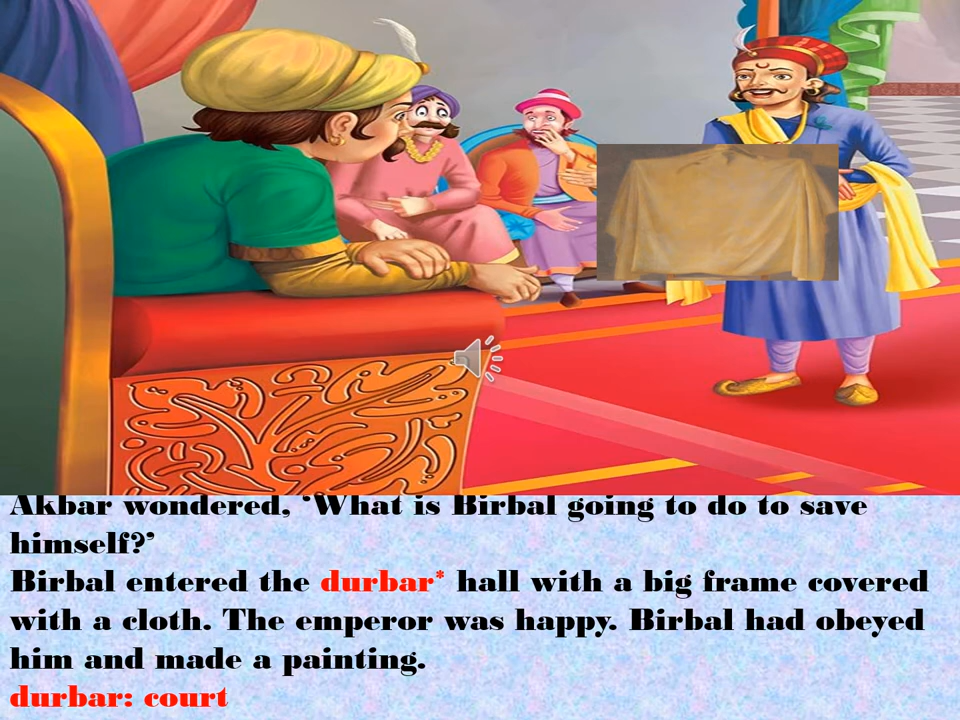 Akbar wondered, ‘What is Birbal going to do to save
himself?’
Birbal entered the durbar* hall with a big frame covered
with a cloth. The emperor was happy. Birbal had obeyed
him and made a painting.
durbar: court